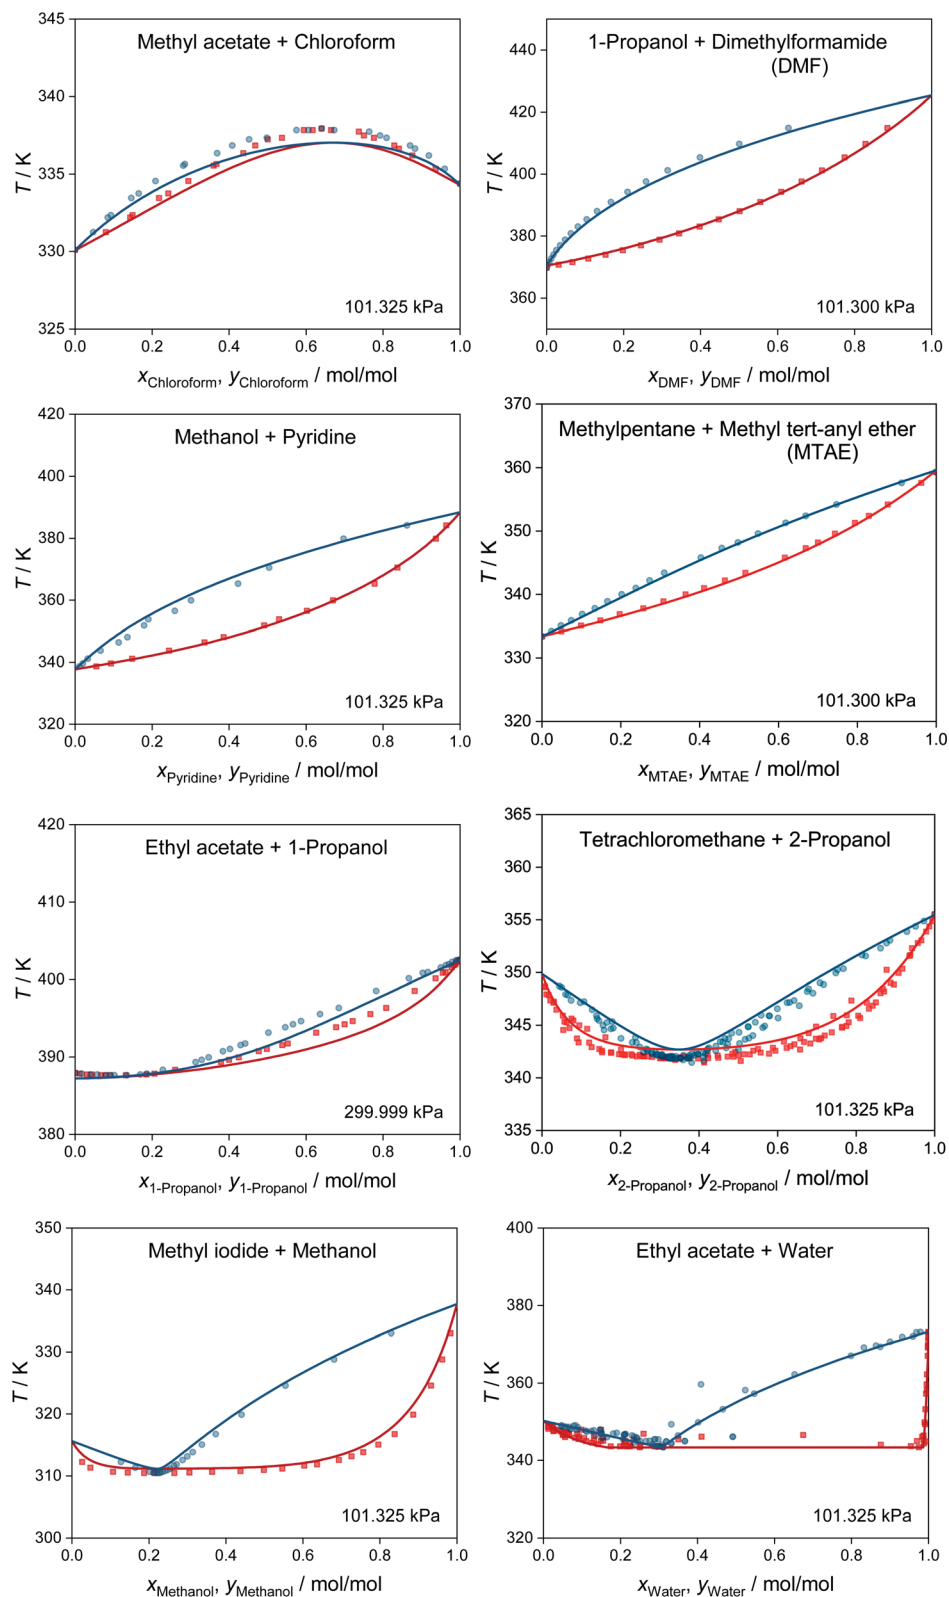 345
340
335
330
325
T / K
Methyl acetate + Chloroform
101.325 kPa
0.0 0.2 0.4 0.6 0.8 1.0
xChloroform, yChloroform / mol/mol
440
420
400
380
360
T / K
1-Propanol + Dimethylformamide
(DMF)
101.300 kPa
0.0 0.2 0.4 0.6 0.8 1.0
xDMF, yDMF / mol/mol
420
400
380
360
340
320
T / K
Methanol + Pyridine
101.325 kPa
0.0 0.2 0.4 0.6 0.8 1.0
xPyridine, yPyridine / mol/mol
370
360
350
340
330
320
T / K
Methylpentane + Methyl tert-anyl ether
(MTAE)
101.300 kPa
0.0 0.2 0.4 0.6 0.8 1.0
xMTAE, yMTAE / mol/mol
420
410
400
390
380
T / K
Ethyl acetate + 1-Propanol
299.999 kPa
0.0 0.2 0.4 0.6 0.8 1.0
x1-Propanol, y1-Propanol / mol/mol
365
360
355
350
345
340
335
T / K
Tetrachloromethane + 2-Propanol
101.325 kPa
0.0 0.2 0.4 0.6 0.8 1.0
x2-Propanol, y2-Propanol / mol/mol
350
340
330
320
310
300
T / K
Methyl iodide + Methanol
101.325 kPa
0.0 0.2 0.4 0.6 0.8 1.0
xMethanol, yMethanol / mol/mol
400
380
360
340
320
T / K
Ethyl acetate + Water
101.325 kPa
0.0 0.2 0.4 0.6 0.8 1.0
xWater, yWater / mol/mol